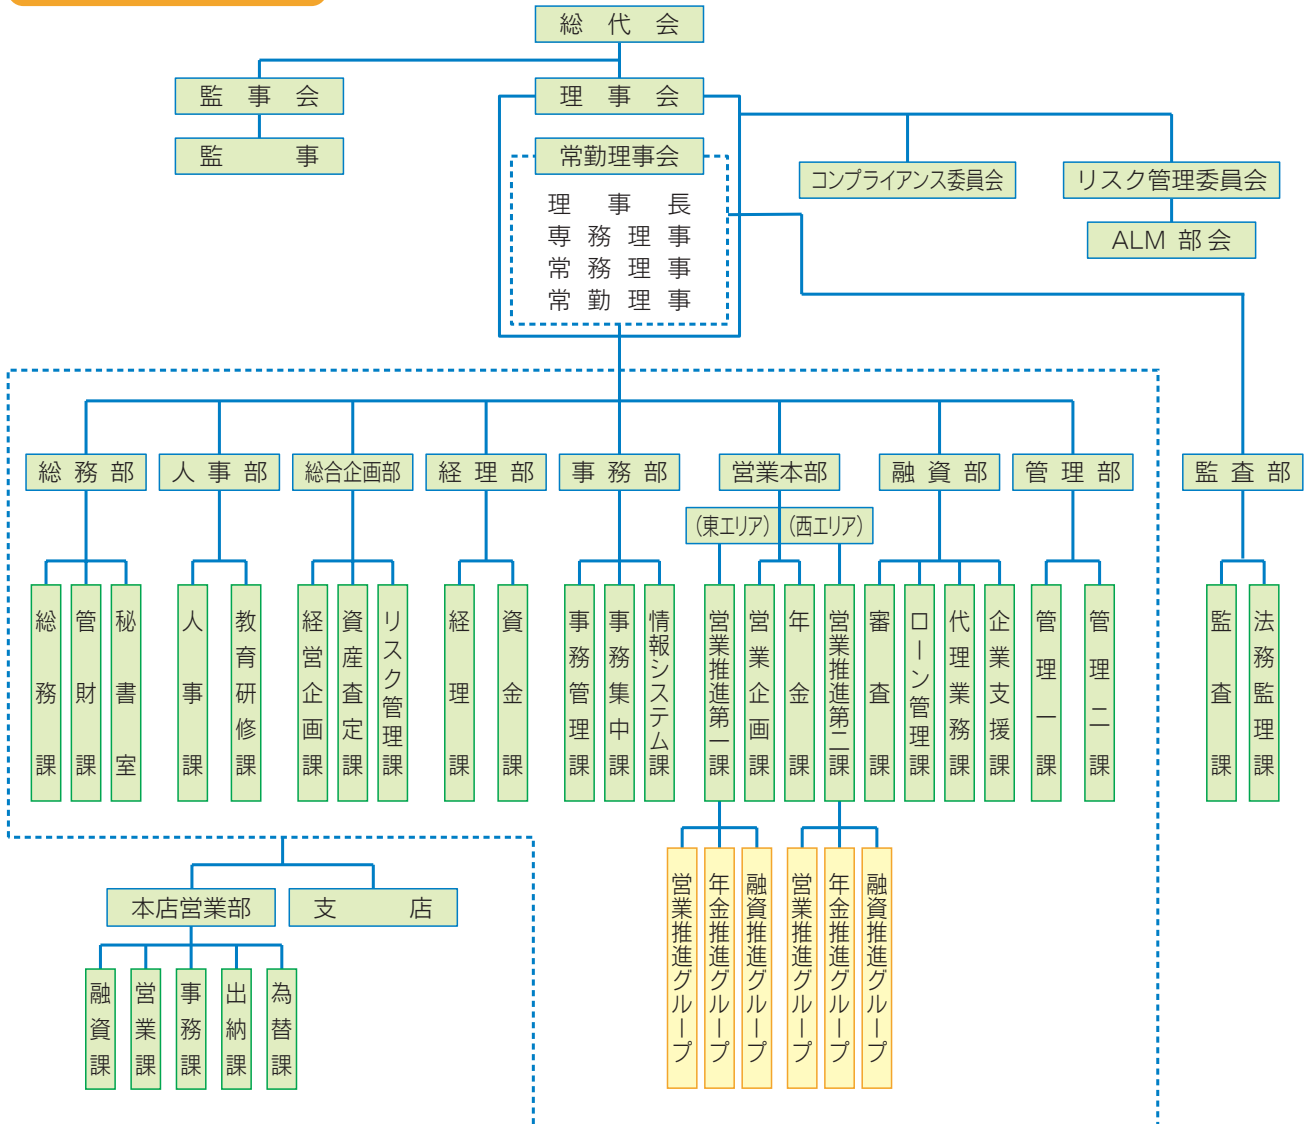 総代会
監事会
理事会
監事
常勤理事会
コンプライアンス委員会
リスク管理委員会
理事長
専務理事
常務理事
常勤理事
ALM部会
総務部
人事部
総合企画部
経理部
事務部
営業本部
融資部
管理部
監査部
（東エリア）
（西エリア）
総務課
管財課
秘書室
人事課
教育研修課
経営企画課
資産査定課
リスク管理課
経理課
資金課
事務管理課
事務集中課
情報システム課
営業推進第一課
営業企画課
年金課
営業推進第二課
審査課
ローン管理課
代理業務課
企業支援課
管理一課
管理二課
監査課
法務監理課
営業推進グループ
年金推進グループ
融資推進グループ
営業推進グループ
年金推進グループ
融資推進グループ
本店営業部
支店
融資課
営業課
事務課
出納課
為替課